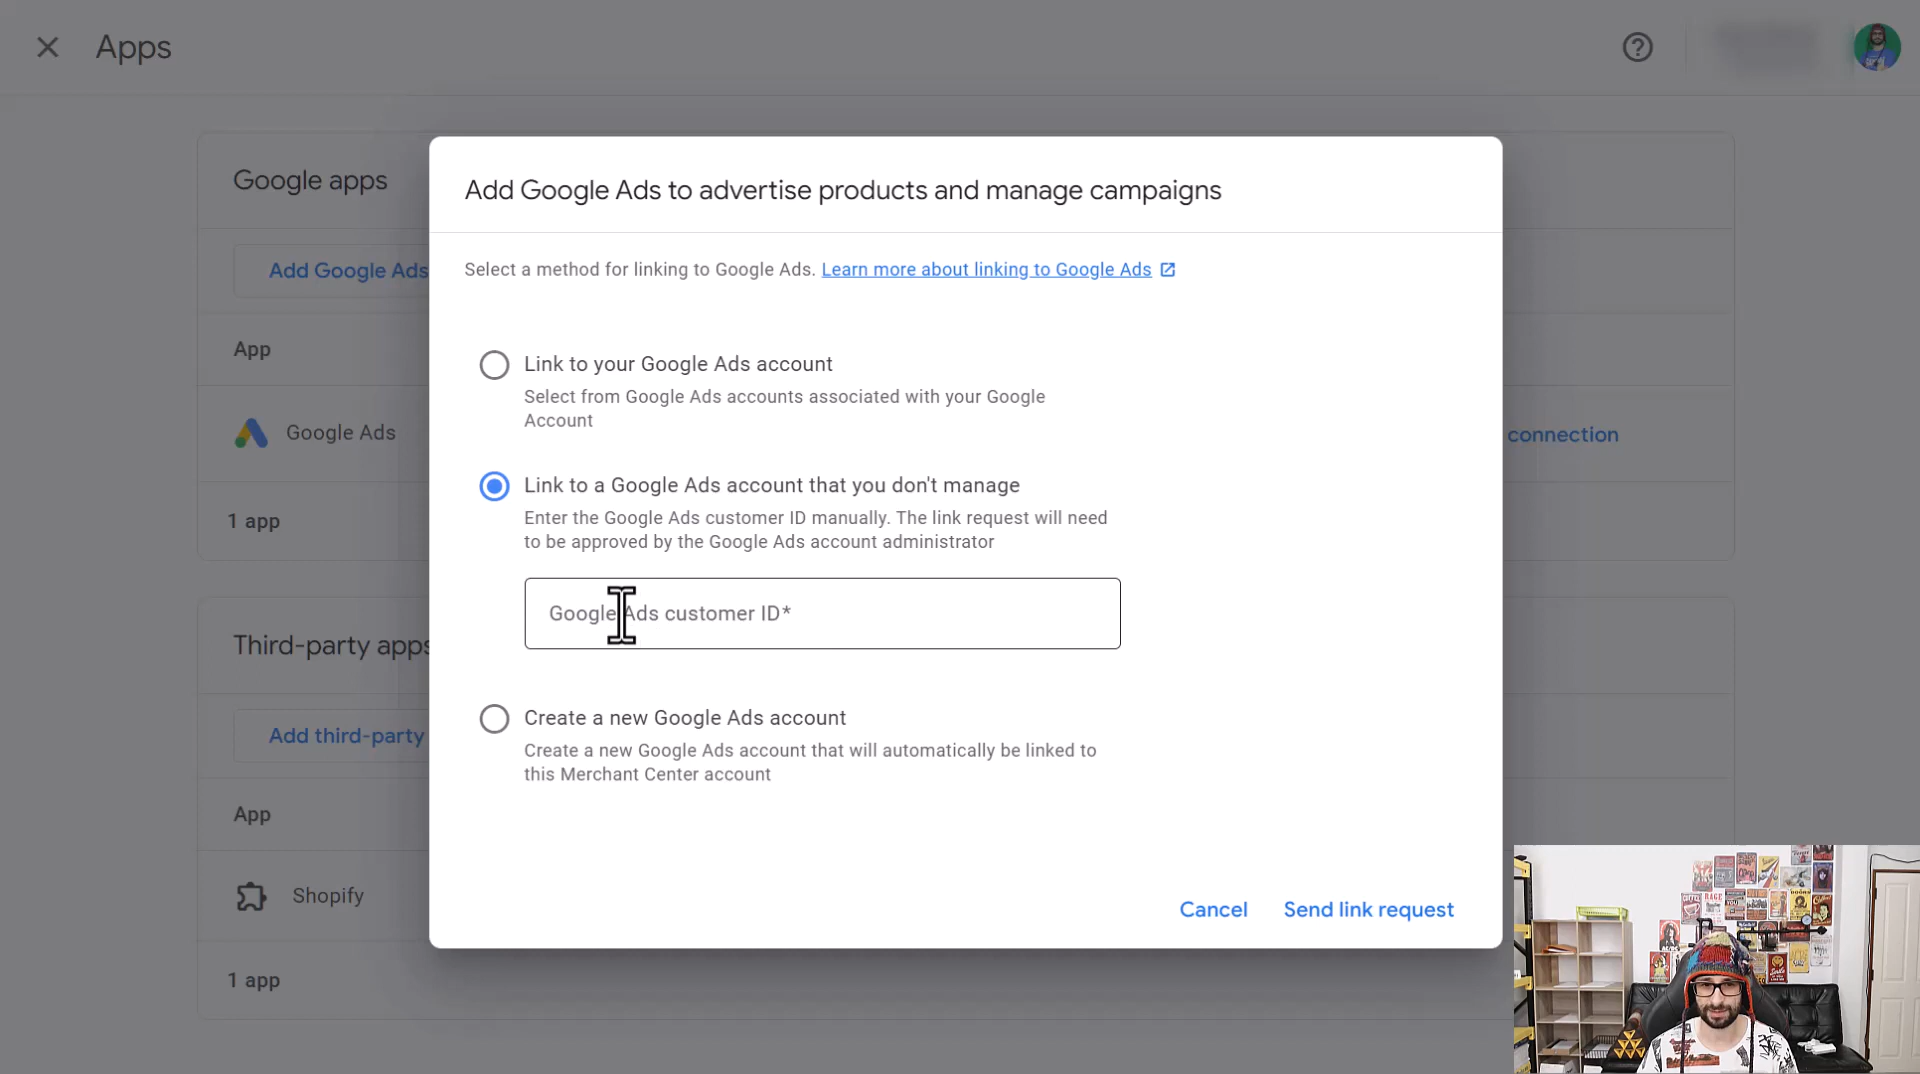 Apps
Google apps
Add Google Ads
App
Google Ads
connection
1 app
Third-party apps
Add third-party
App
Shopify
1 app
Add Google Ads to advertise products and manage campaigns
Select a method for linking to Google Ads. Learn more about linking to Google Ads
Link to your Google Ads account
Select from Google Ads accounts associated with your Google
Account
Link to a Google Ads account that you don't manage
Enter the Google Ads customer ID manually. The link request will need
to be approved by the Google Ads account administrator
Google Ads customer ID*
Create a new Google Ads account
Create a new Google Ads account that will automatically be linked to
this Merchant Center account
Cancel
Send link request